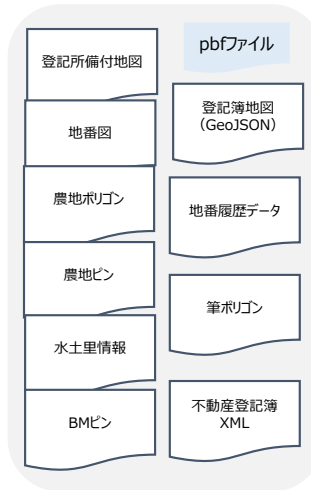 登記所備付地図
地番図
農地ポリゴン
農地ピン
水土里情報
BMピン
pbfファイル
登記簿地図
（GeoJSON）
地番履歴データ
筆ポリゴン
不動産登記簿
XML